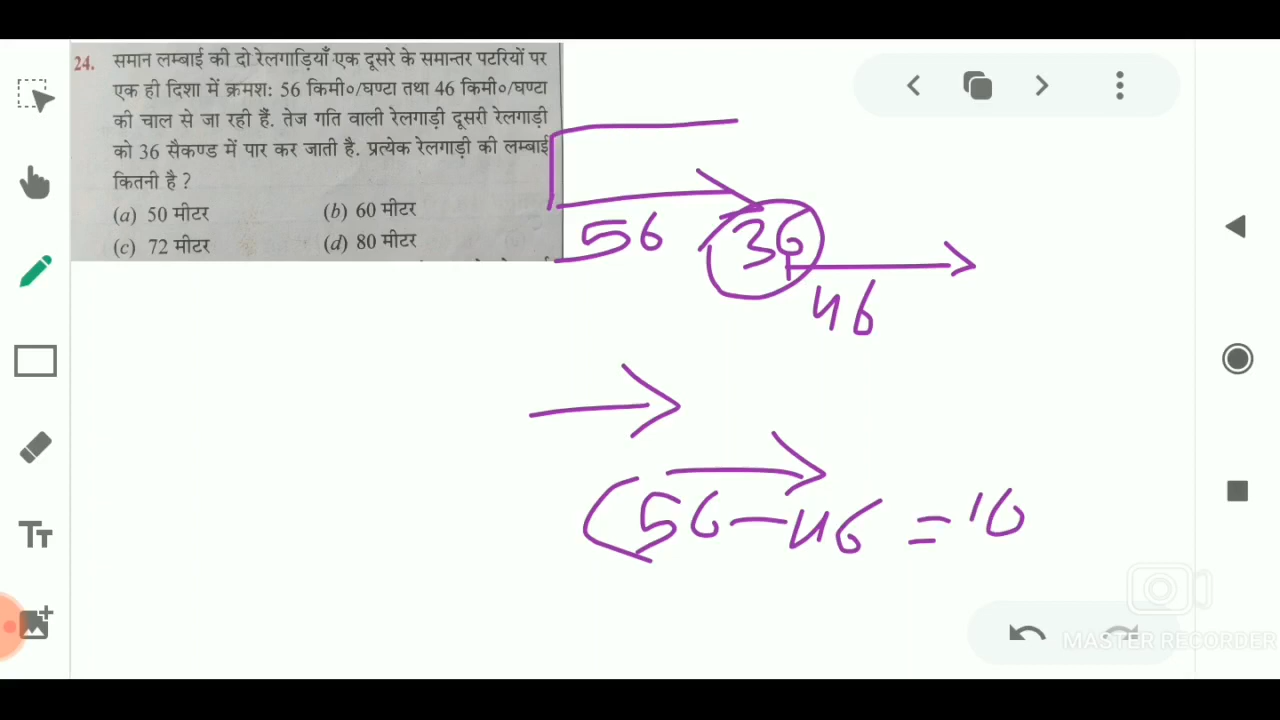 24. समान लम्बाई की दो रेलगाड़ियाँ एक दूसरे के समान्तर पटरियों पर
एक ही दिशा में क्रमशः 56 किमी०/घण्टा तथा 46 किमी०/घण्टा
की चाल से जा रही हैं. तेज गति वाली रेलगाड़ी दूसरी रेलगाड़ी
को 36 सैकण्ड में पार कर जाती है. प्रत्येक रेलगाड़ी की लम्बाई
कितनी है ?
(a) 50 मीटर (b) 60 मीटर
(c) 72 मीटर (d) 80 मीटर
56 36
46
(56-46 = 10
Tт
MASTER RECORDER